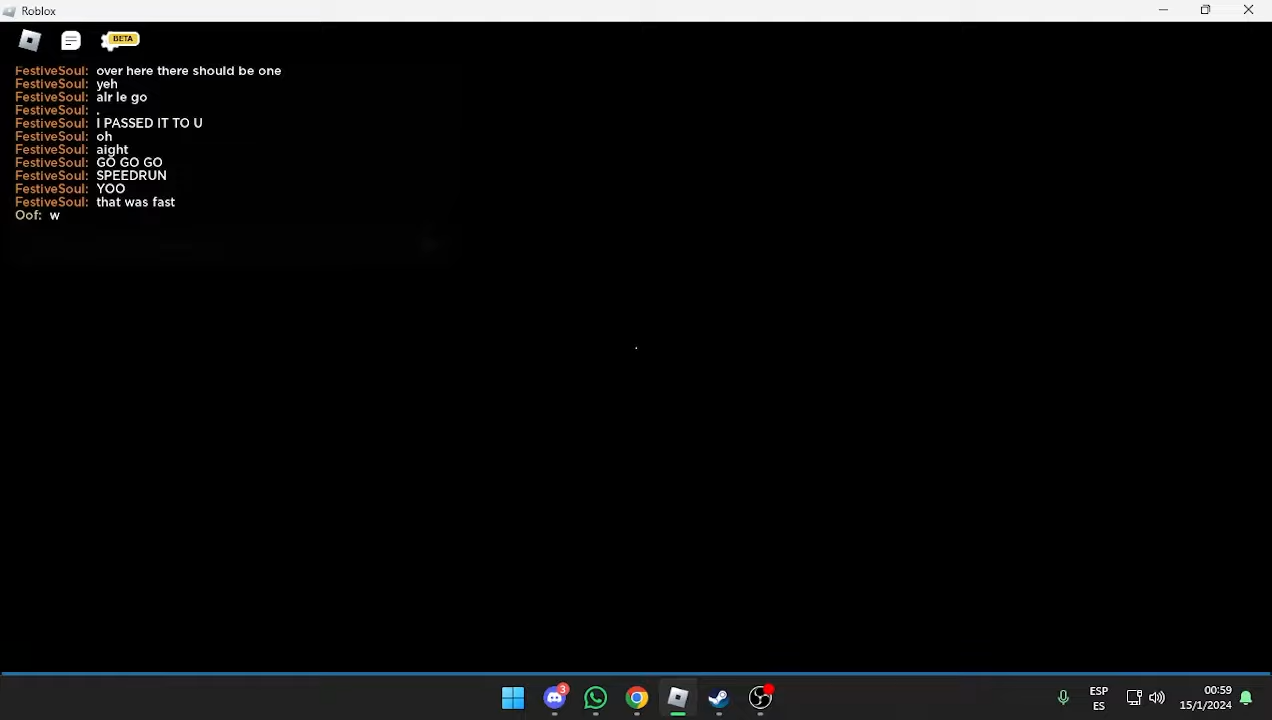 Roblox
BETA
FestiveSoul: over here there should be one
FestiveSoul: yeh
FestiveSoul: alr le go
FestiveSoul: .
FestiveSoul: I PASSED IT TO U
FestiveSoul: oh
FestiveSoul: aight
FestiveSoul: GO GO GO
FestiveSoul: SPEEDRUN
FestiveSoul: YOO
FestiveSoul: that was fast
Oof: w
3
ESP
ES
00:59
15/1/2024